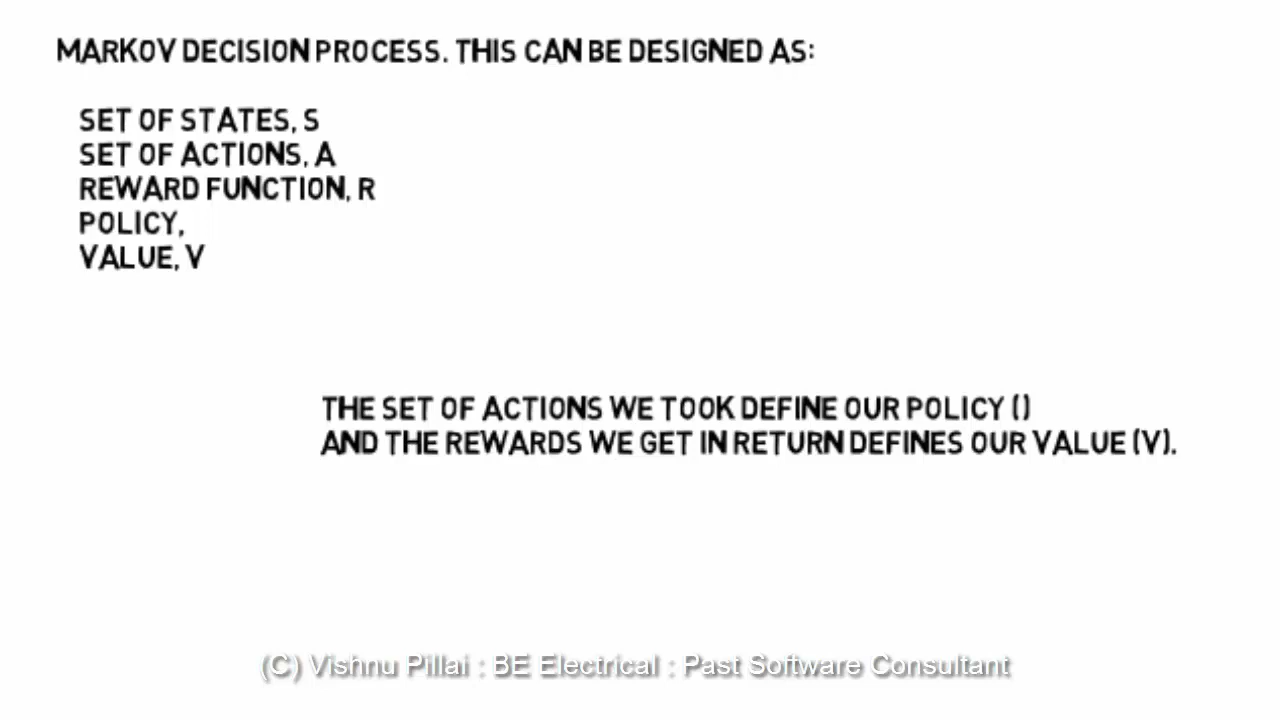 MARKOV DECISION PROCESS. THIS CAN BE DESIGNED AS:
SET OF STATES, S
SET OF ACTIONS, A
REWARD FUNCTION, R
POLICY,
VALUE, V
THE SET OF ACTIONS WE TOOK DEFINE OUR POLICY ()
AND THE REWARDS WE GET IN RETURN DEFINES OUR VALUE (V).
(C) Vishnu Pillai : BE Electrical : Past Software Consultant